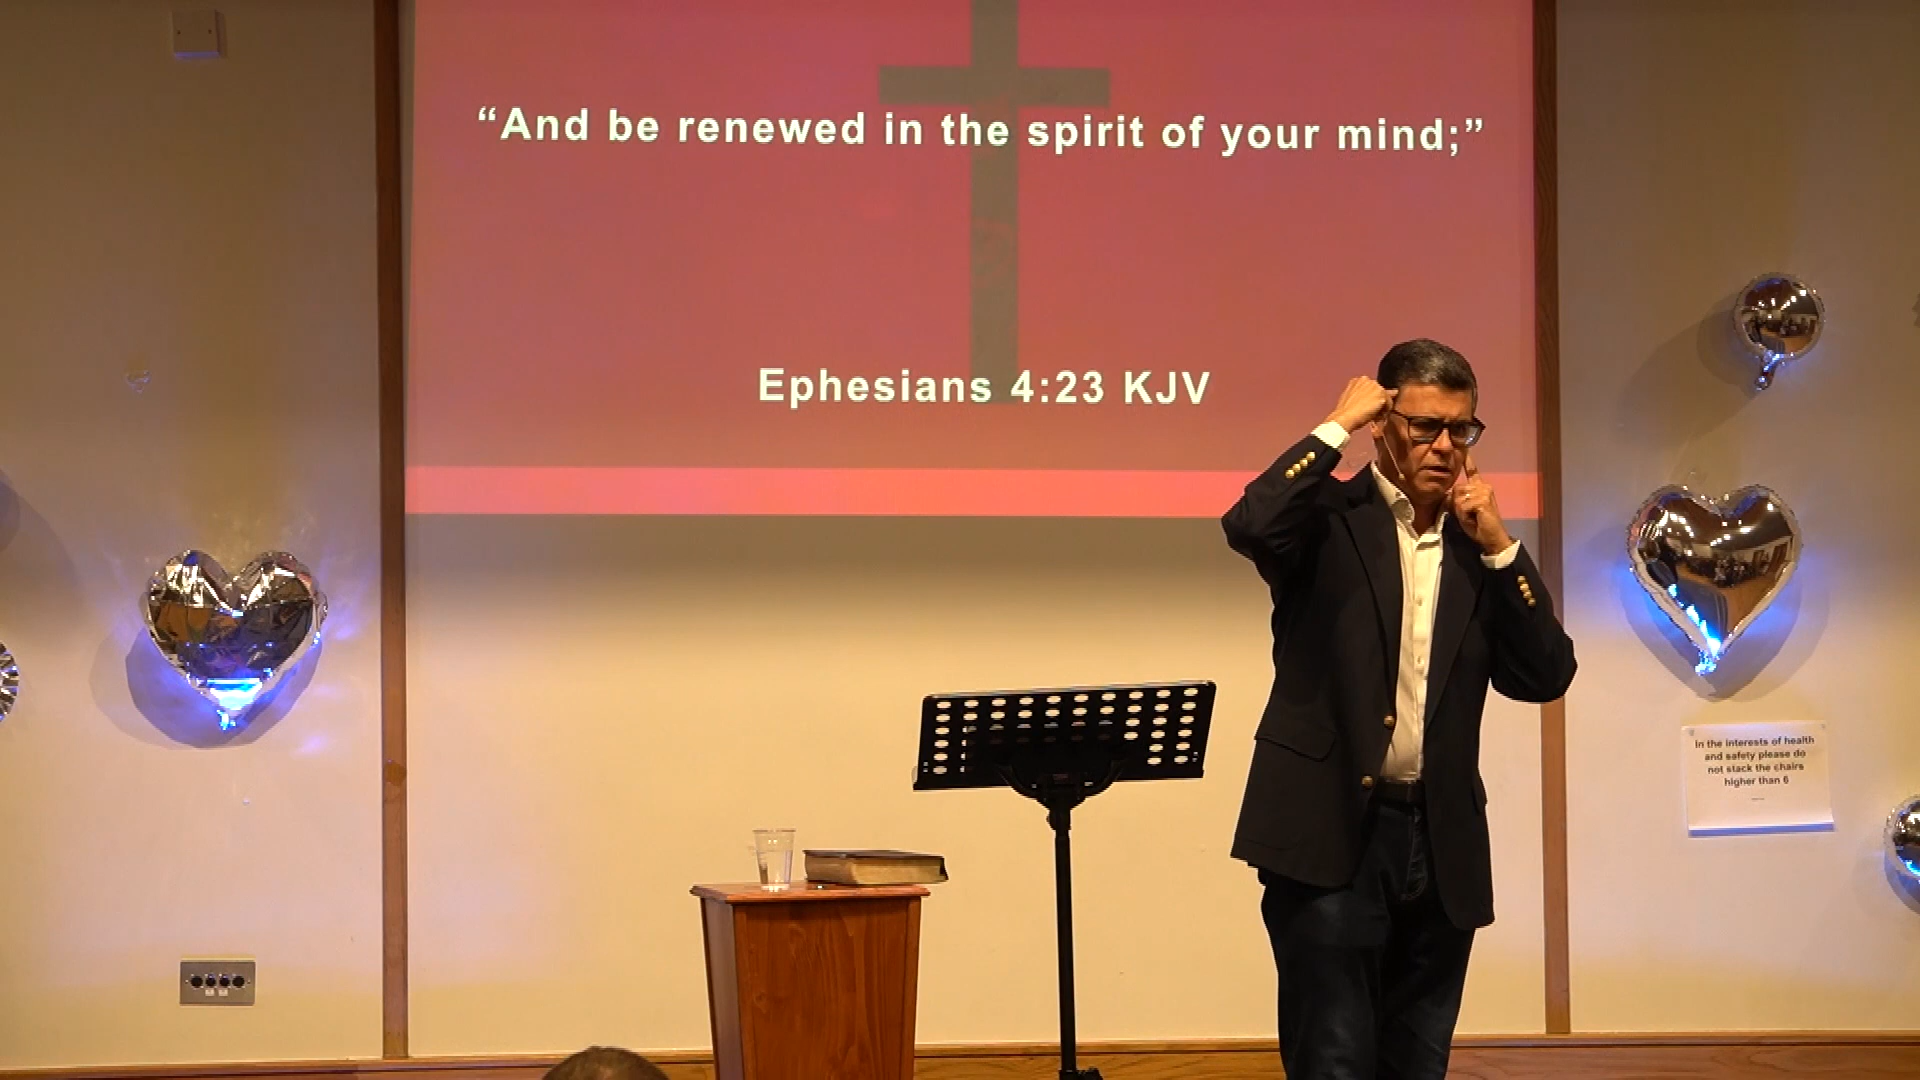 “And be renewed in the spirit of your mind;”
Ephesians 4:23 KJV
In the interests of health
and safety please do
not stack the chairs
higher than 6